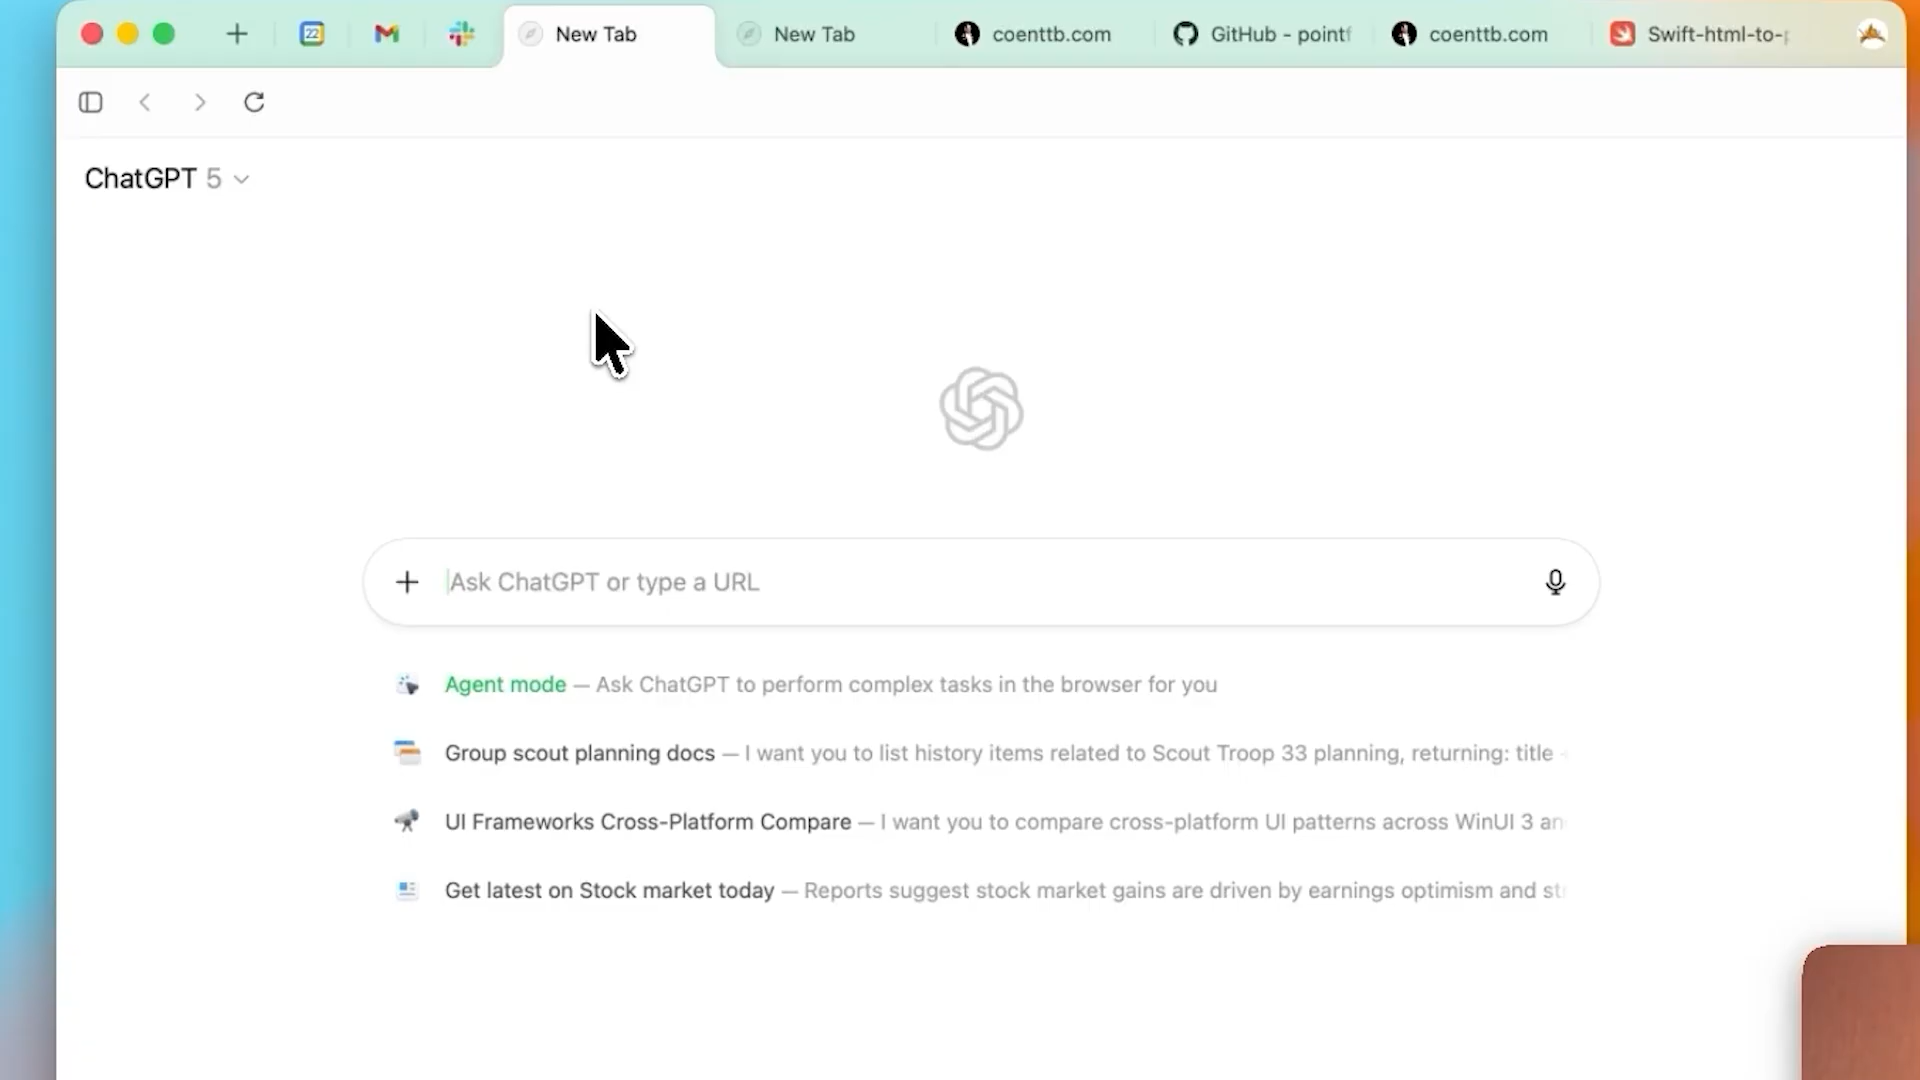 22
New Tab
New Tab
coenttb.com
GitHub - pointf
coenttb.com
Swift-html-to-p
ChatGPT 5
Ask ChatGPT or type a URL
Agent mode — Ask ChatGPT to perform complex tasks in the browser for you
Group scout planning docs — I want you to list history items related to Scout Troop 33 planning, returning: title
UI Frameworks Cross-Platform Compare — I want you to compare cross-platform UI patterns across WinUI 3 an
Get latest on Stock market today — Reports suggest stock market gains are driven by earnings optimism and st